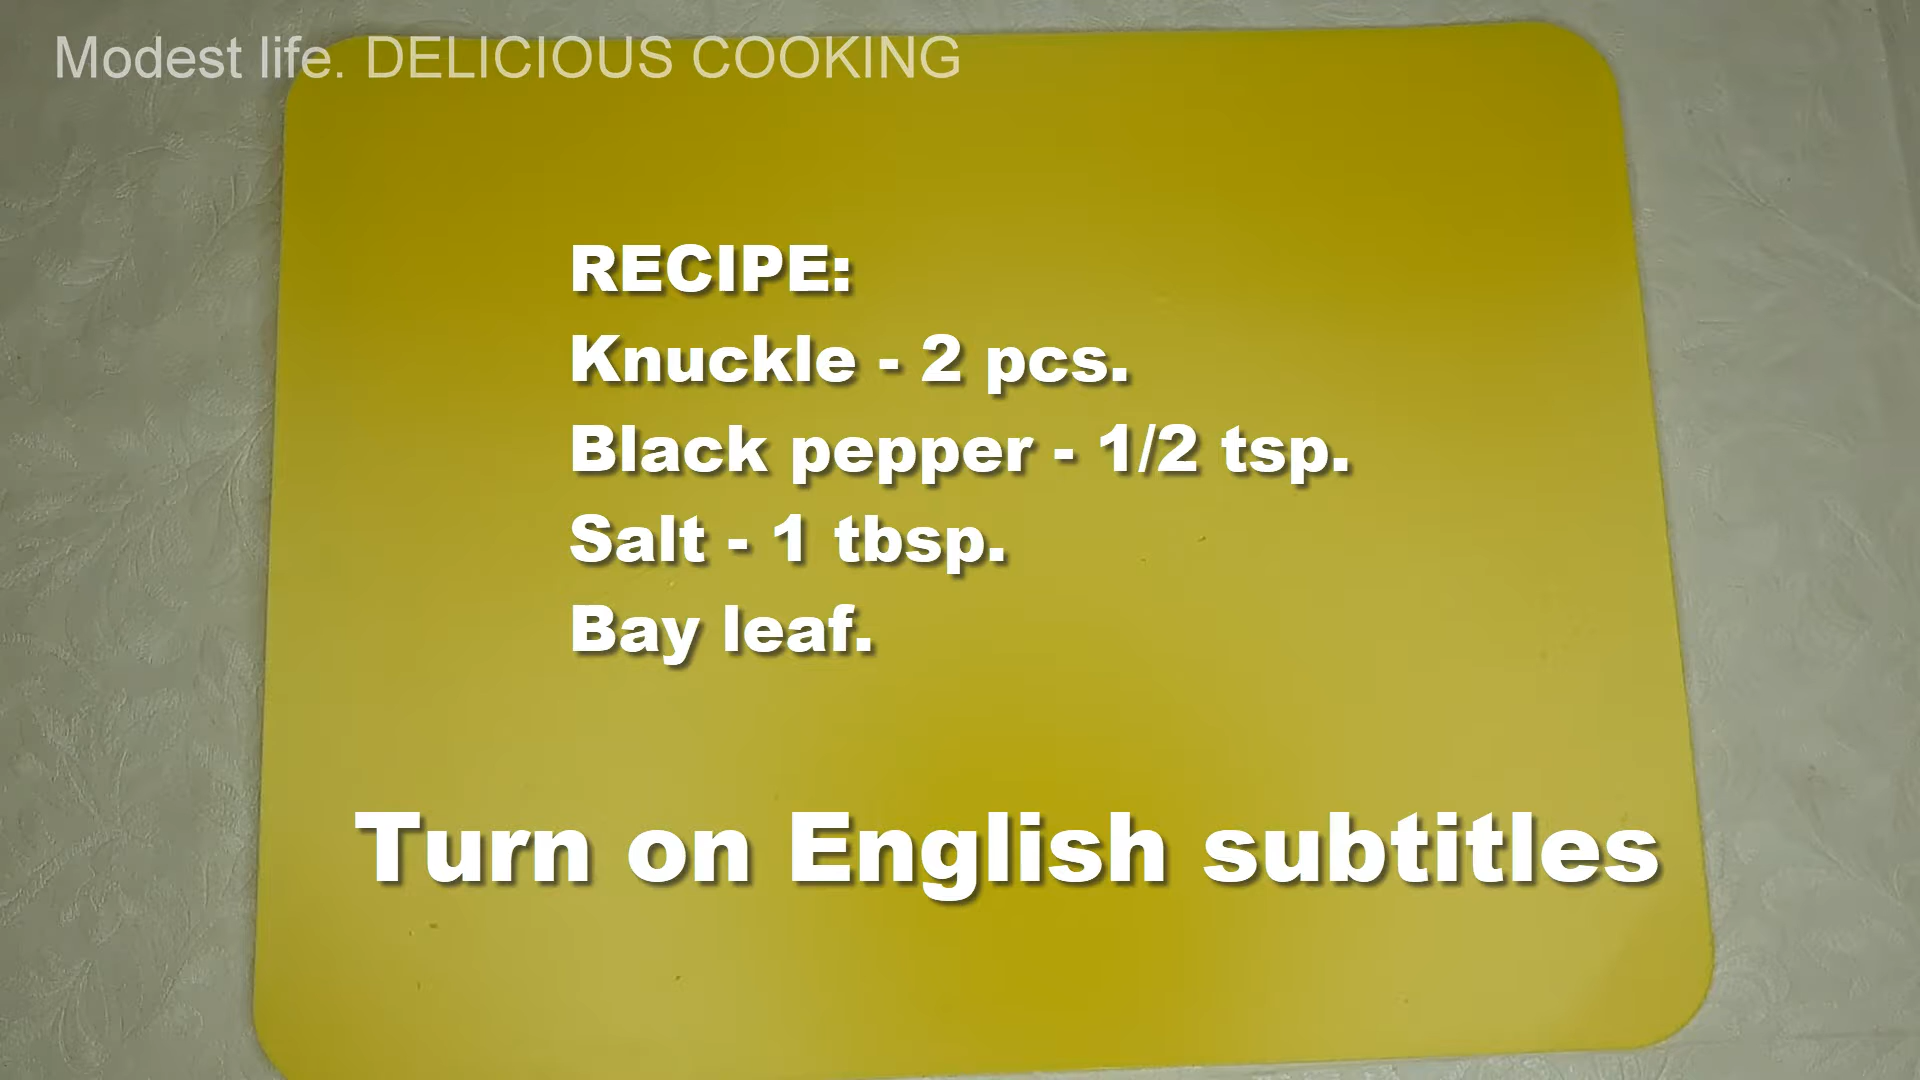 Modest life. DELICIOUS COOKING
RECIPE:
Knuckle - 2 pcs.
Black pepper - 1/2 tsp.
Salt - 1 tbsp.
Bay leaf.
Turn on English subtitles